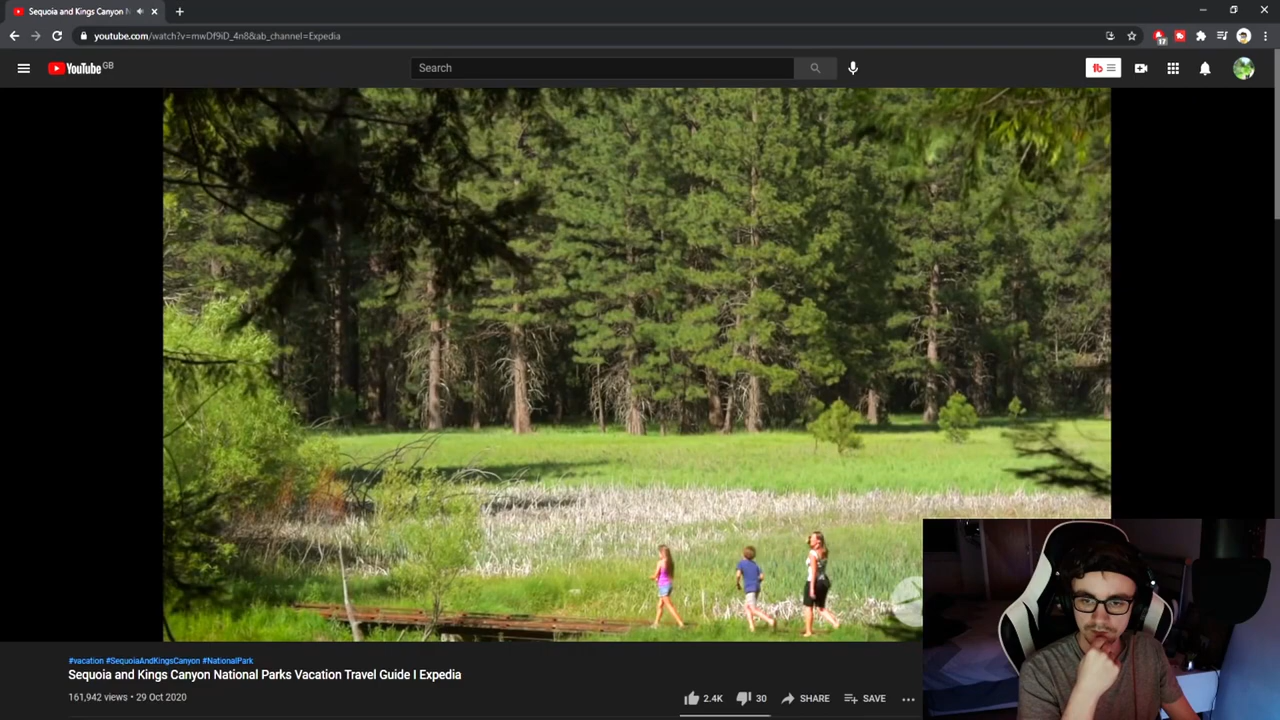 Sequoia and Kings Canyon N
youtube.com/watch?v=mwDf9iD_4n8&ab_channel=Expedia
17
YouTube GB
Search
#vacation #SequoiaAndKingsCanyon #NationalPark
Sequoia and Kings Canyon National Parks Vacation Travel Guide I Expedia
161,942 views • 29 Oct 2020
2.4K 30 SHARE SAVE